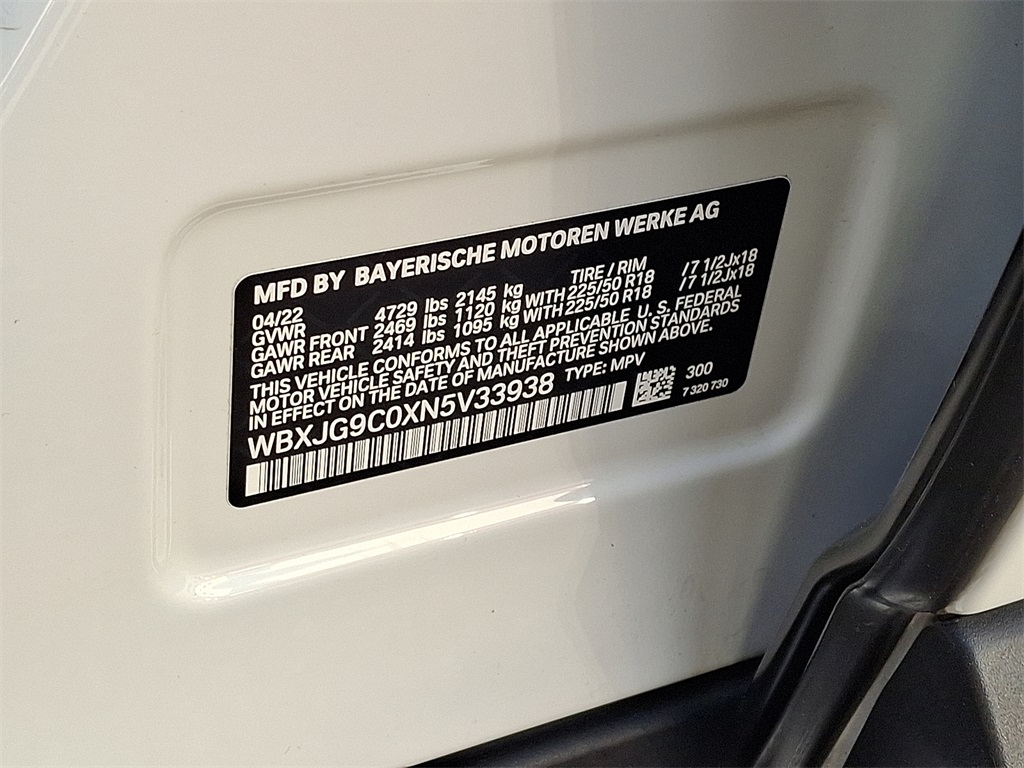 MFD BY BAYERISCHE MOTOREN WERKE AG
04/22 TIRE / RIM
GVWR 4729 lbs 2145 kg
GAWR FRONT 2469 lbs 1120 kg WITH 225/50 R18 /7 1/2Jx18
GAWR REAR 2414 lbs 1095 kg WITH 225/50 R18 /7 1/2Jx18
THIS VEHICLE CONFORMS TO ALL APPLICABLE U. S. FEDERAL
MOTOR VEHICLE SAFETY AND THEFT PREVENTION STANDARDS
IN EFFECT ON THE DATE OF MANUFACTURE SHOWN ABOVE.
WBXJG9C0XN5V33938 TYPE: MPV 300
7 320 730